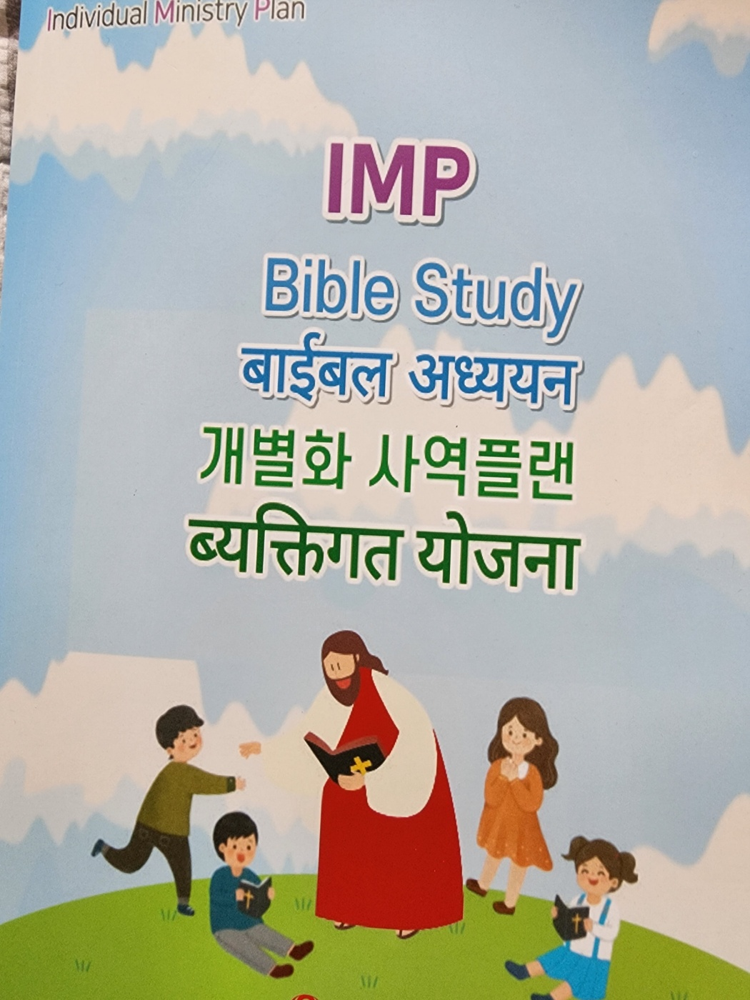 Individual Ministry Plan
IMP
Bible Study
बाईबल अध्ययन
개별화 사역플랜
ब्यक्तिगत योजना